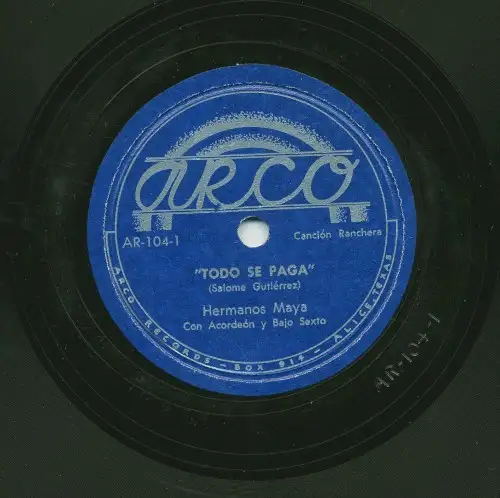 ARCO
AR-104-1
Canción Ranchera
"TODO SE PAGA"
(Salome Gutiérrez)
Hermanos Maya
Con Acordeón y Bajo Sexto
ARCO RECORDS - BOX 914 - ALICE, TEXAS
AR-104-1